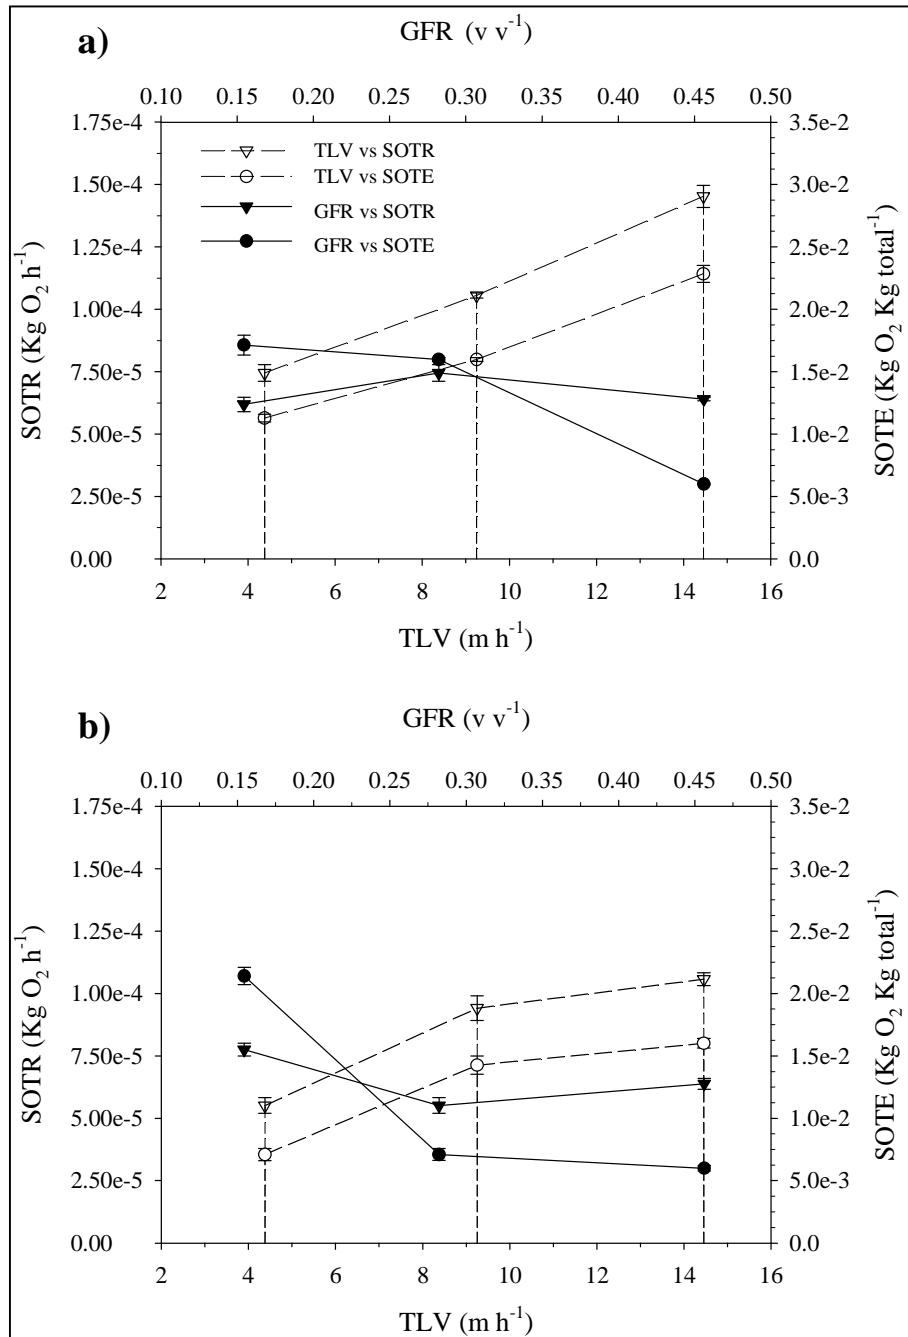 a)
GFR (v v⁻¹)
0.10 0.15 0.20 0.25 0.30 0.35 0.40 0.45 0.50
1.75e-4 3.5e-2
TLV vs SOTR
TLV vs SOTE
GFR vs SOTR
GFR vs SOTE
1.50e-4 3.0e-2
1.25e-4 2.5e-2
1.00e-4 2.0e-2
7.50e-5 1.5e-2
5.00e-5 1.0e-2
2.50e-5 5.0e-3
0.00 0.0
SOTR (Kg O₂ h⁻¹)
SOTE (Kg O₂ Kg total⁻¹)
2 4 6 8 10 12 14 16
TLV (m h⁻¹)
b)
GFR (v v⁻¹)
0.10 0.15 0.20 0.25 0.30 0.35 0.40 0.45 0.50
1.75e-4 3.5e-2
1.50e-4 3.0e-2
1.25e-4 2.5e-2
1.00e-4 2.0e-2
7.50e-5 1.5e-2
5.00e-5 1.0e-2
2.50e-5 5.0e-3
0.00 0.0
SOTR (Kg O₂ h⁻¹)
SOTE (Kg O₂ Kg total⁻¹)
2 4 6 8 10 12 14 16
TLV (m h⁻¹)